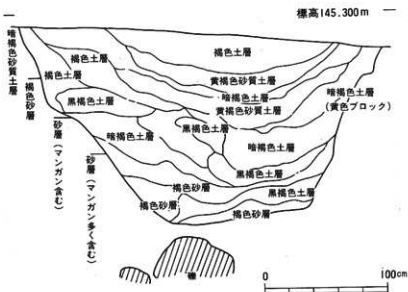 標高145.300m
暗褐色砂質土層
褐色砂層
砂層(マンガン含む)
砂層(マンガン多く含む)
褐色土層
褐色土層
黄褐色砂質土層
暗褐色土層
黄褐色砂質土層
黒褐色土層
黒褐色土層
暗褐色土層
(黄色ブロック)
暗褐色土層
暗褐色土層
黒褐色土層
褐色砂層
黒褐色土層
褐色砂層
褐色砂層
礫
0 100cm